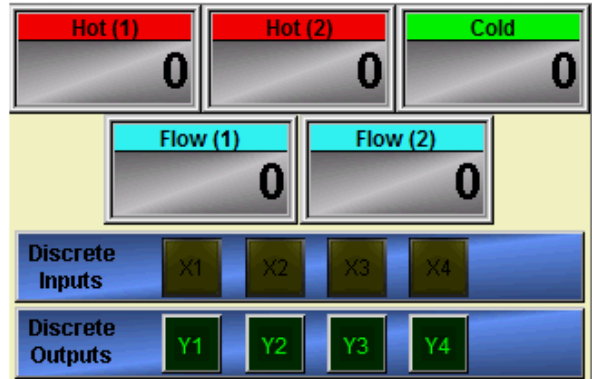 Hot (1) Hot (2) Cold
0 0 0
Flow (1) Flow (2)
0 0
Discrete
Inputs
X1 X2 X3 X4
Discrete
Outputs
Y1 Y2 Y3 Y4